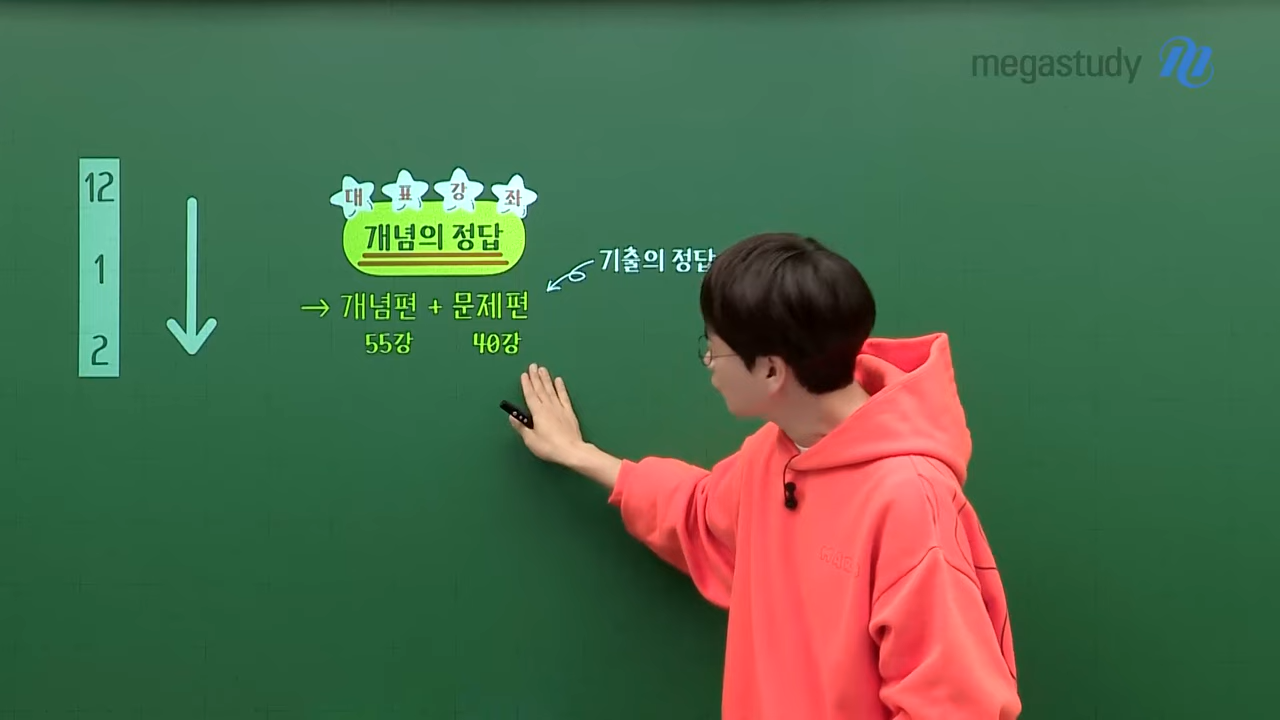 megastudy
12
1
2
대표강좌
개념의 정답
기출의 정답
→ 개념편 + 문제편
55강 40강